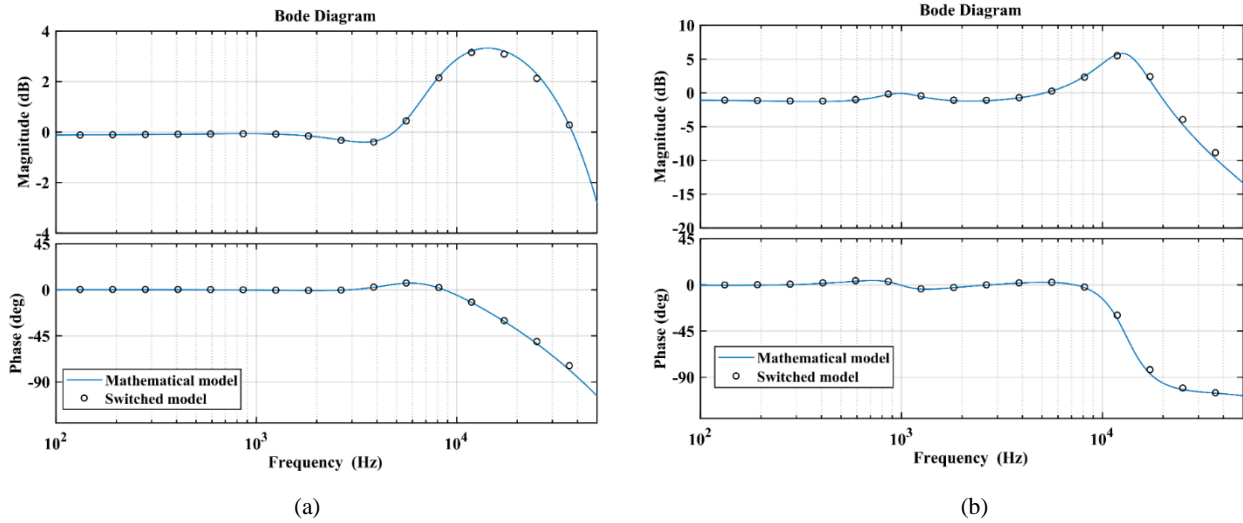 Bode Diagram
4
2
0
-2
-4
Magnitude (dB)
45
0
-45
-90
Phase (deg)
Mathematical model
Switched model
10^2
10^3
10^4
Frequency (Hz)
(a)
Bode Diagram
10
5
0
-5
-10
-15
-20
Magnitude (dB)
45
0
-45
-90
Phase (deg)
Mathematical model
Switched model
10^2
10^3
10^4
Frequency (Hz)
(b)